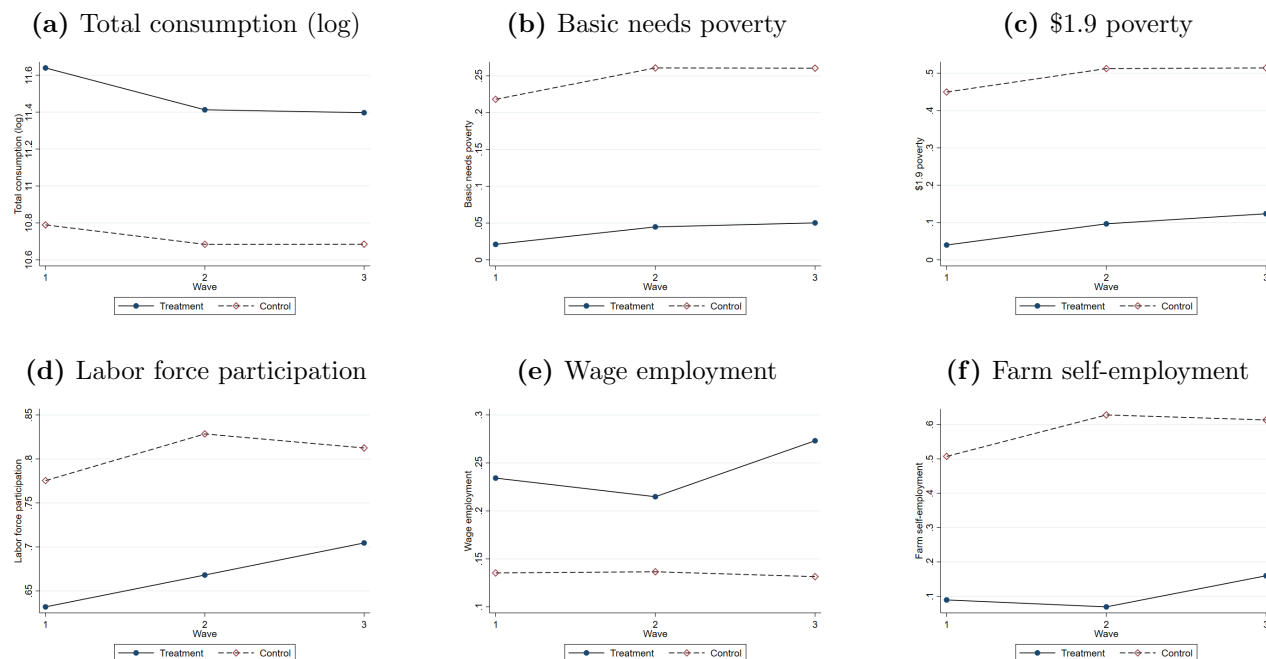 (a) Total consumption (log)
Total consumption (log)
11.6
11.4
11.2
11
10.8
10.6
1
2
3
Wave
Treatment
Control
(b) Basic needs poverty
Basic needs poverty
.25
.2
.15
.1
.05
0
1
2
3
Wave
Treatment
Control
(c) $1.9 poverty
$1.9 poverty
.5
.4
.3
.2
.1
0
1
2
3
Wave
Treatment
Control
(d) Labor force participation
Labor force participation
.85
.8
.75
.7
.65
1
2
3
Wave
Treatment
Control
(e) Wage employment
Wage employment
.3
.25
.2
.15
.1
1
2
3
Wave
Treatment
Control
(f) Farm self-employment
Farm self-employment
.6
.5
.4
.3
.2
.1
1
2
3
Wave
Treatment
Control